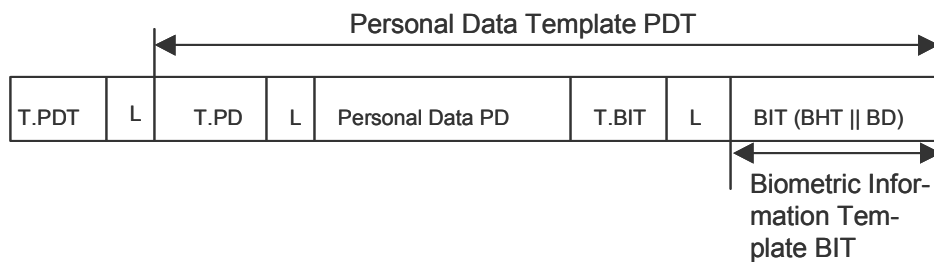 Personal Data Template PDT
T.PDT L T.PD L Personal Data PD T.BIT L BIT (BHT || BD)
Biometric Infor-
mation Tem-
plate BIT